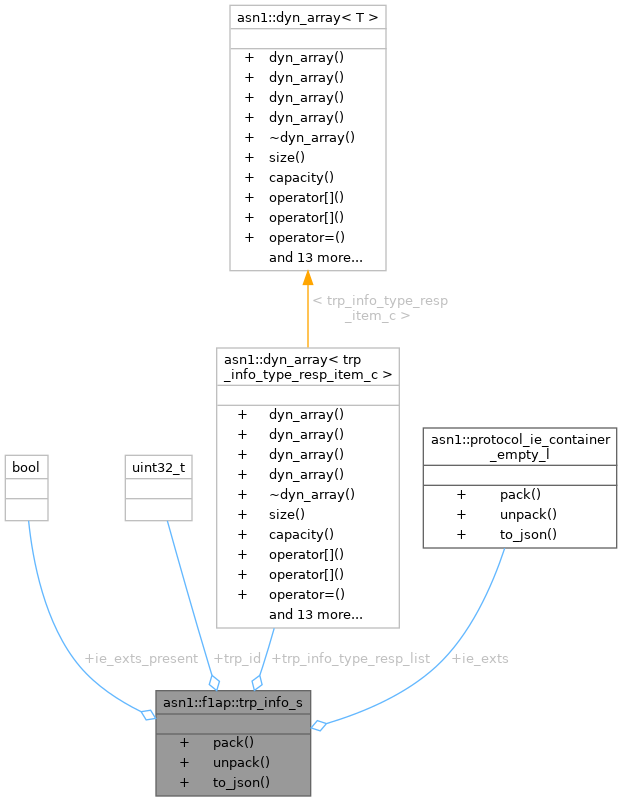 asn1::dyn_array< T >
+ dyn_array()
+ dyn_array()
+ dyn_array()
+ dyn_array()
+ ~dyn_array()
+ size()
+ capacity()
+ operator[]()
+ operator[]()
+ operator=()
and 13 more...
< trp_info_type_resp
_item_c >
asn1::dyn_array< trp
_info_type_resp_item_c >
+ dyn_array()
+ dyn_array()
+ dyn_array()
+ dyn_array()
+ ~dyn_array()
+ size()
+ capacity()
+ operator[]()
+ operator[]()
+ operator=()
and 13 more...
asn1::protocol_ie_container
_empty_l
+ pack()
+ unpack()
+ to_json()
bool
uint32_t
+ie_exts_present
+trp_id
+trp_info_type_resp_list
+ie_exts
asn1::f1ap::trp_info_s
+ pack()
+ unpack()
+ to_json()